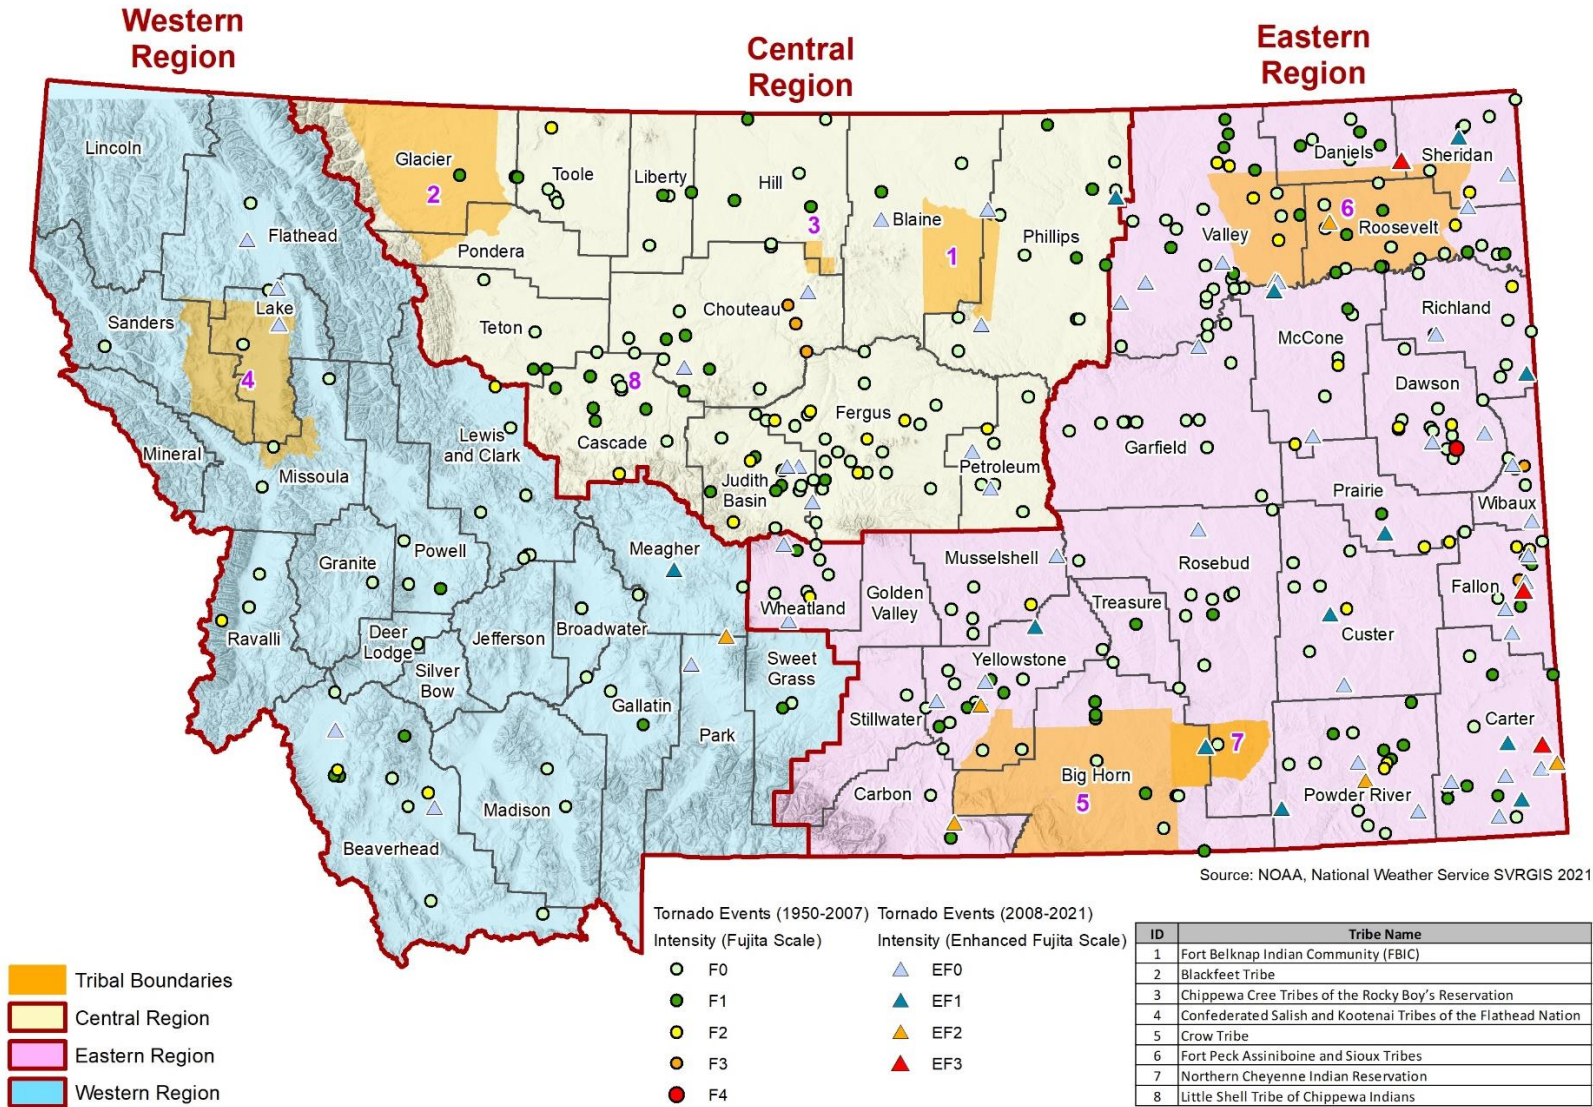 Western
Region
Central
Region
Eastern
Region
Lincoln
Flathead
Glacier
2
Toole
Liberty
Hill
3
Blaine
1
Phillips
Daniels
Sheridan
6
Valley
Roosevelt
Pondera
Sanders
Lake
4
Teton
Chouteau
8
Cascade
Fergus
McCone
Richland
Dawson
Mineral
Missoula
Lewis
and Clark
Judith
Basin
Petroleum
Garfield
Prairie
Wibaux
Granite
Powell
Meagher
Musselshell
Rosebud
Fallon
Ravalli
Deer
Lodge
Silver
Bow
Jefferson
Broadwater
Wheatland
Golden
Valley
Treasure
Custer
Gallatin
Park
Sweet
Grass
Yellowstone
Stillwater
7
Carter
Madison
Beaverhead
Carbon
Big Horn
5
Powder River
Source: NOAA, National Weather Service SVRGIS 2021
Tribal Boundaries
Central Region
Eastern Region
Western Region
Tornado Events (1950-2007)
Intensity (Fujita Scale)
F0
F1
F2
F3
F4
Tornado Events (2008-2021)
Intensity (Enhanced Fujita Scale)
EF0
EF1
EF2
EF3
ID Tribe Name
1 Fort Belknap Indian Community (FBIC)
2 Blackfeet Tribe
3 Chippewa Cree Tribes of the Rocky Boy's Reservation
4 Confederated Salish and Kootenai Tribes of the Flathead Nation
5 Crow Tribe
6 Fort Peck Assiniboine and Sioux Tribes
7 Northern Cheyenne Indian Reservation
8 Little Shell Tribe of Chippewa Indians